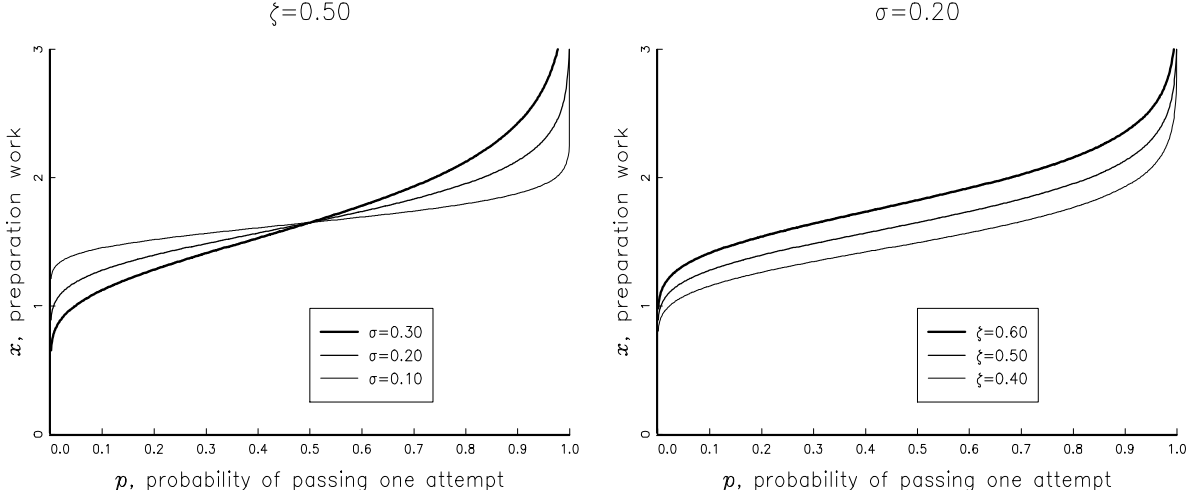 ζ=0.50
3
2
1
0
x, preparation work
σ=0.30
σ=0.20
σ=0.10
0.0 0.1 0.2 0.3 0.4 0.5 0.6 0.7 0.8 0.9 1.0
p, probability of passing one attempt
σ=0.20
3
2
1
0
x, preparation work
ζ=0.60
ζ=0.50
ζ=0.40
0.0 0.1 0.2 0.3 0.4 0.5 0.6 0.7 0.8 0.9 1.0
p, probability of passing one attempt